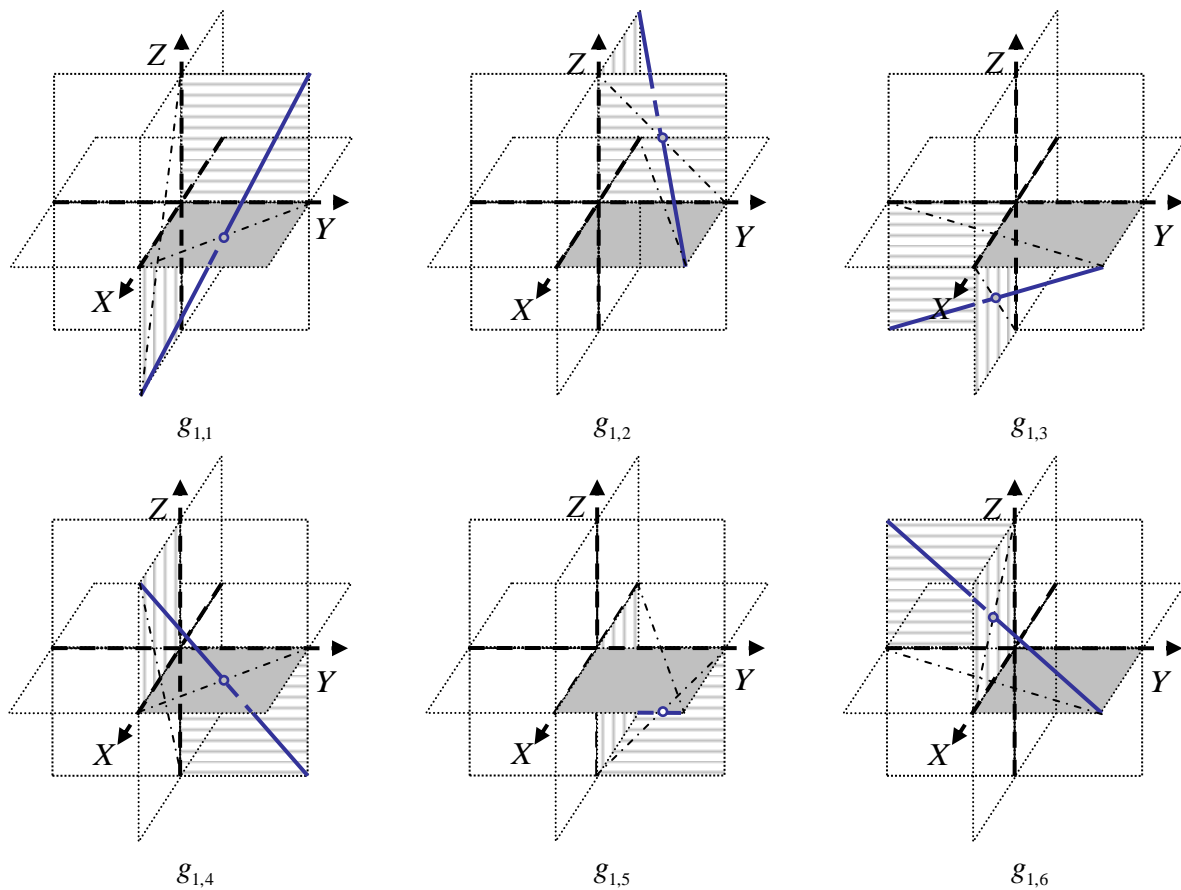 Z Z Z
Y Y Y
X X X
g1,1 g1,2 g1,3
Z Z Z
Y Y Y
X X X
g1,4 g1,5 g1,6